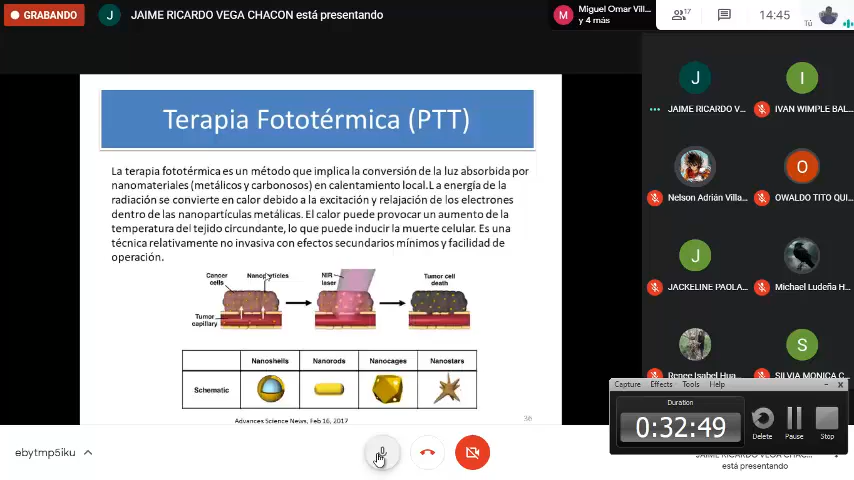 GRABANDO
J
JAIME RICARDO VEGA CHACON está presentando
M
Miguel Omar Vill...
y 4 más
17
14:45
Tú
Terapia Fototérmica (PTT)
La terapia fototérmica es un método que implica la conversión de la luz absorbida por
nanomateriales (metálicos y carbonosos) en calentamiento local.L a energía de la
radiación se convierte en calor debido a la excitación y relajación de los electrones
dentro de las nanopartículas metálicas. El calor puede provocar un aumento de la
temperatura del tejido circundante, lo que puede inducir la muerte celular. Es una
técnica relativamente no invasiva con efectos secundarios mínimos y facilidad de
operación.
Cancer
cells
Nanoparticles
NIR
laser
Tumor cell
death
Tumor
capillary
Nanoshells
Nanorods
Nanocages
Nanostars
Schematic
Advances Science News, Feb 16, 2017
36
J
JAIME RICARDO V...
I
IVAN WIMPLE BAL...
Nelson Adrián Villa...
O
OWALDO TITO QUI...
J
JACKELINE PAOLA...
Michael Ludeña H...
Renee Isabel Hua...
S
SILVIA MONICA C...
Capture
Effects
Tools
Help
Duration
0:32:49
Delete
Pause
Stop
ebytmp5iku
JAIME RICARDO VEGA CHAC...
está presentando